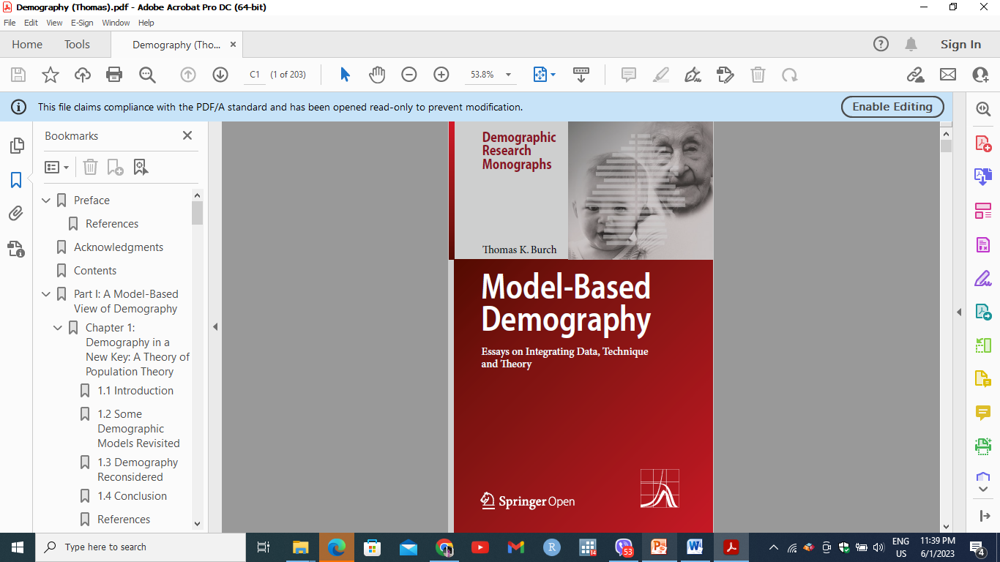 Demography (Thomas).pdf - Adobe Acrobat Pro DC (64-bit)
File Edit View E-Sign Window Help
Home Tools Demography (Tho... × Sign In
C1 (1 of 203) 53.8%
This file claims compliance with the PDF/A standard and has been opened read-only to prevent modification. Enable Editing
Bookmarks
Preface
References
Acknowledgments
Contents
Part I: A Model-Based
View of Demography
Chapter 1:
Demography in a
New Key: A Theory of
Population Theory
1.1 Introduction
1.2 Some
Demographic
Models Revisited
1.3 Demography
Reconsidered
1.4 Conclusion
References
Demographic
Research
Monographs
Thomas K. Burch
Model-Based
Demography
Essays on Integrating Data, Technique
and Theory
Springer Open
Type here to search
R
14
53
P
W
ENG
US
11:39 PM
6/1/2023
4